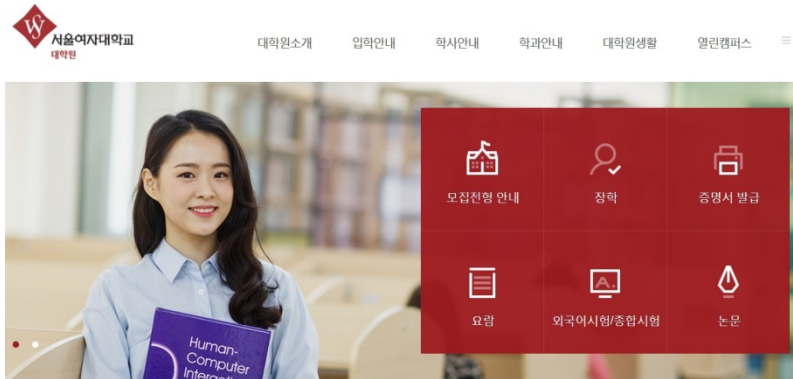 서울여자대학교
대학원
대학원소개 입학안내 학사안내 학과안내 대학원생활 열린캠퍼스
모집전형 안내 장학 증명서 발급
A.
요람 외국어시험/종합시험 논문
Human-
Computer